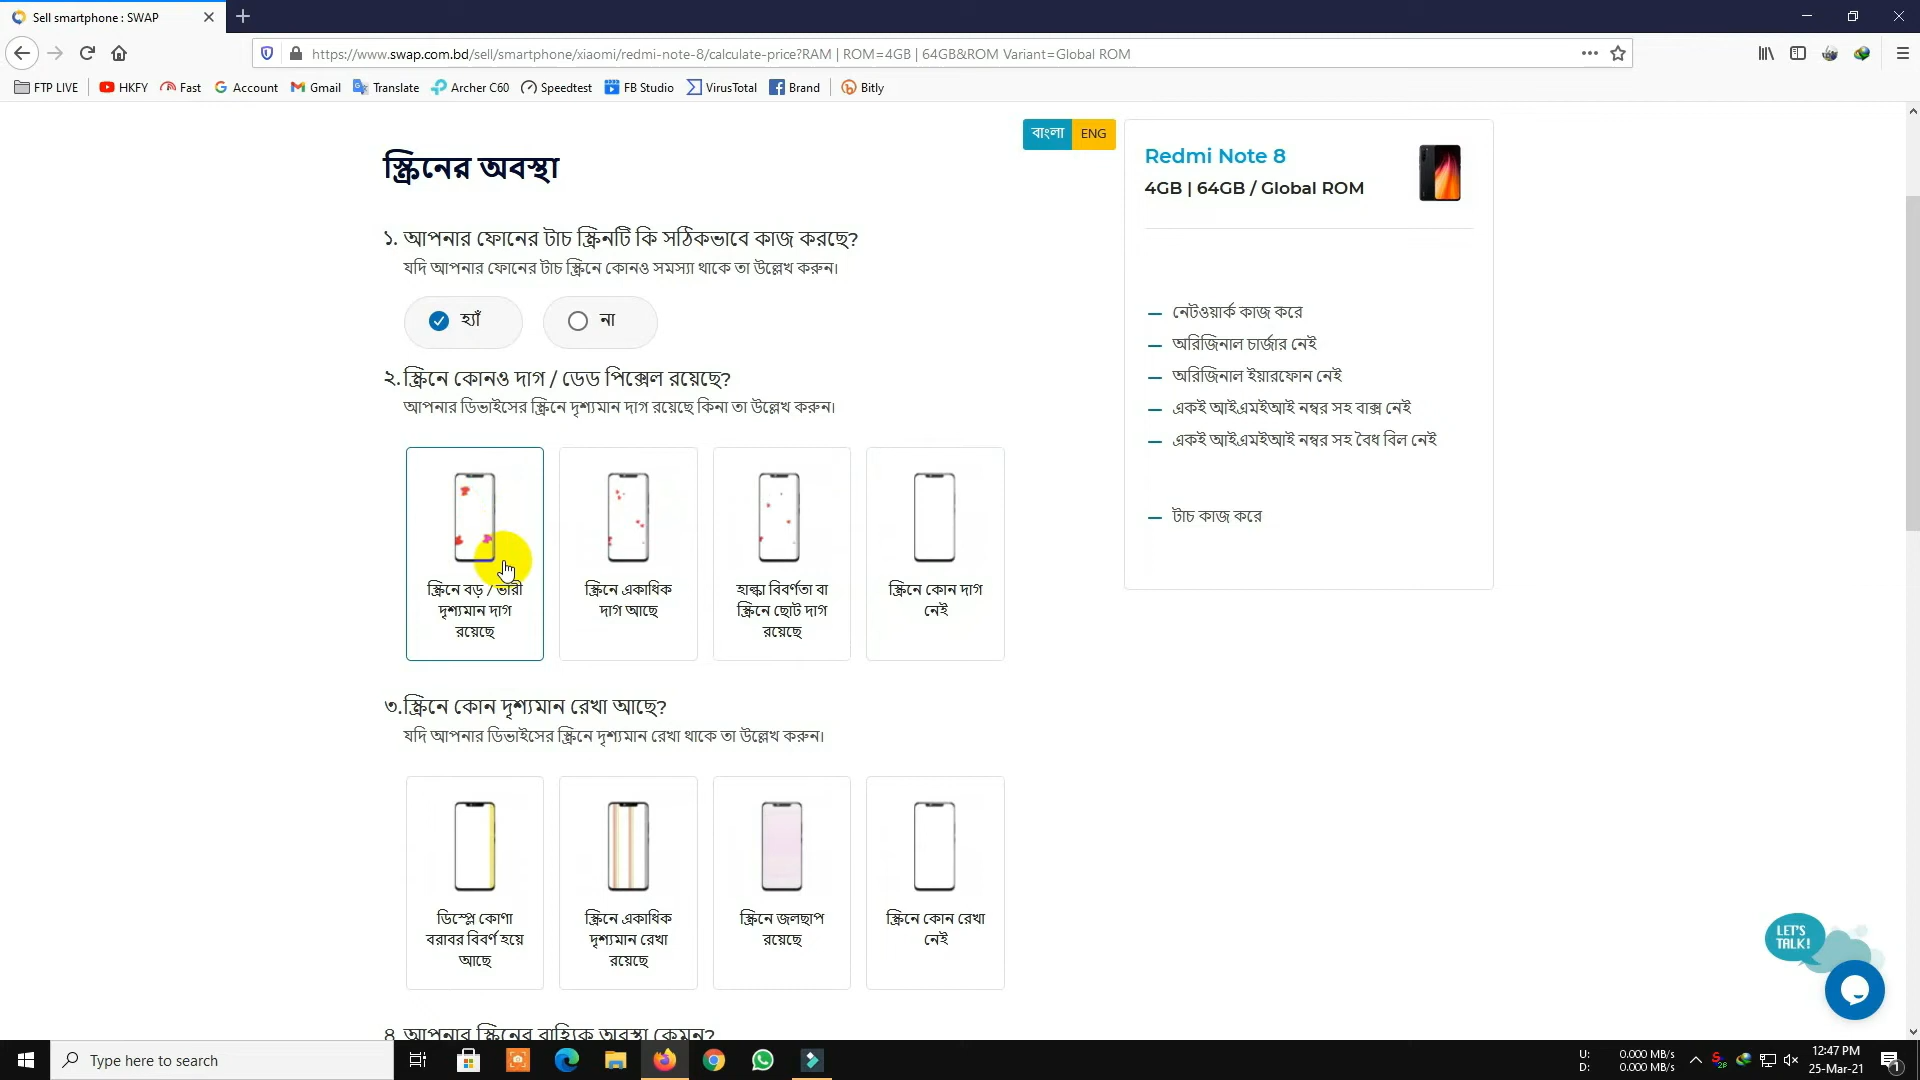 Sell smartphone : SWAP
https://www.swap.com.bd/sell/smartphone/xiaomi/redmi-note-8/calculate-price?RAM | ROM=4GB | 64GB&ROM Variant=Global ROM
FTP LIVE
HKFY
Fast
Account
Gmail
Translate
Archer C60
Speedtest
FB Studio
VirusTotal
Brand
Bitly
বাংলা ENG
স্ক্রিনের অবস্থা
Redmi Note 8
4GB | 64GB / Global ROM
১. আপনার ফোনের টাচ স্ক্রিনটি কি সঠিকভাবে কাজ করছে?
যদি আপনার ফোনের টাচ স্ক্রিনে কোনও সমস্যা থাকে তা উল্লেখ করুন।
হ্যাঁ
না
২.স্ক্রিনে কোনও দাগ / ডেড পিক্সেল রয়েছে?
আপনার ডিভাইসের স্ক্রিনে দৃশ্যমান দাগ রয়েছে কিনা তা উল্লেখ করুন।
স্ক্রিনে বড় / ভারী
দৃশ্যমান দাগ
রয়েছে
স্ক্রিনে একাধিক
দাগ আছে
হাল্কা বিবর্ণতা বা
স্ক্রিনে ছোট দাগ
রয়েছে
স্ক্রিনে কোন দাগ
নেই
৩.স্ক্রিনে কোন দৃশ্যমান রেখা আছে?
যদি আপনার ডিভাইসের স্ক্রিনে দৃশ্যমান রেখা থাকে তা উল্লেখ করুন।
ডিস্প্লে কোণা
বরাবর বিবর্ণ হয়ে
আছে
স্ক্রিনে একাধিক
দৃশ্যমান রেখা
রয়েছে
স্ক্রিনে জলছাপ
রয়েছে
স্ক্রিনে কোন রেখা
নেই
৪. আপনার স্ক্রিনের বাহ্যিক অবস্থা কেমন?
— নেটওয়ার্ক কাজ করে
— অরিজিনাল চার্জার নেই
— অরিজিনাল ইয়ারফোন নেই
— একই আইএমইআই নম্বর সহ বাক্স নেই
— একই আইএমইআই নম্বর সহ বৈধ বিল নেই
— টাচ কাজ করে
LET'S
TALK!
Type here to search
U: 0.000 MB/s
D: 0.000 MB/s
12:47 PM
25-Mar-21
1